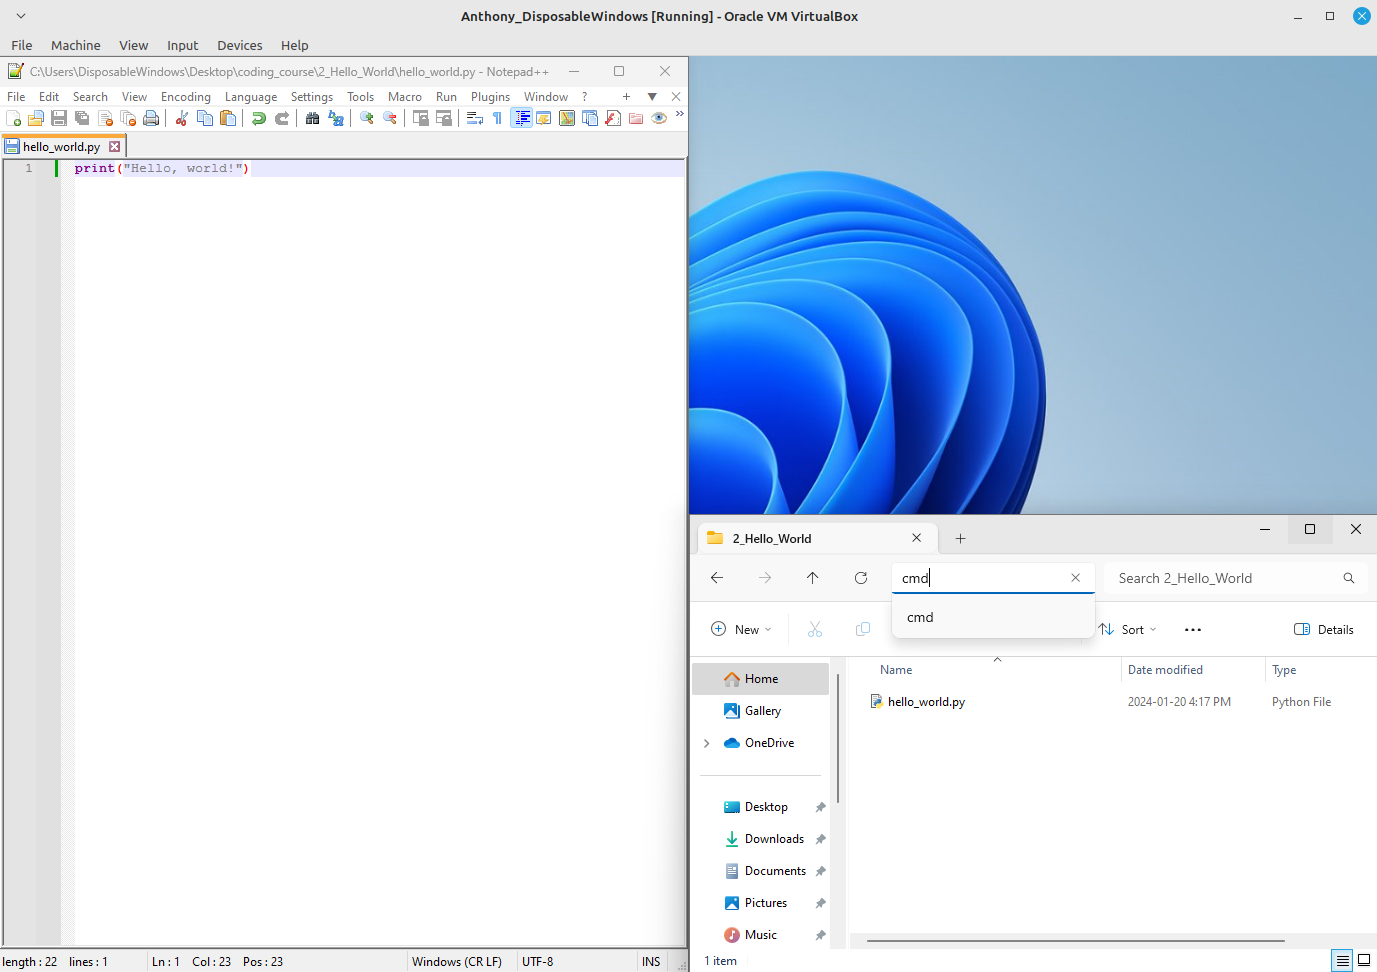 Anthony_DisposableWindows [Running] - Oracle VM VirtualBox
File Machine View Input Devices Help
C:\Users\DisposableWindows\Desktop\coding_course\2_Hello_World\hello_world.py - Notepad++
File Edit Search View Encoding Language Settings Tools Macro Run Plugins Window ?
hello_world.py
1 print("Hello, world!")
length : 22 lines : 1 Ln : 1 Col : 23 Pos : 23 Windows (CR LF) UTF-8 INS
2_Hello_World
cmd Search 2_Hello_World
cmd
New Sort Details
Home
Gallery
OneDrive
Desktop
Downloads
Documents
Pictures
Music
Name Date modified Type
hello_world.py 2024-01-20 4:17 PM Python File
1 item